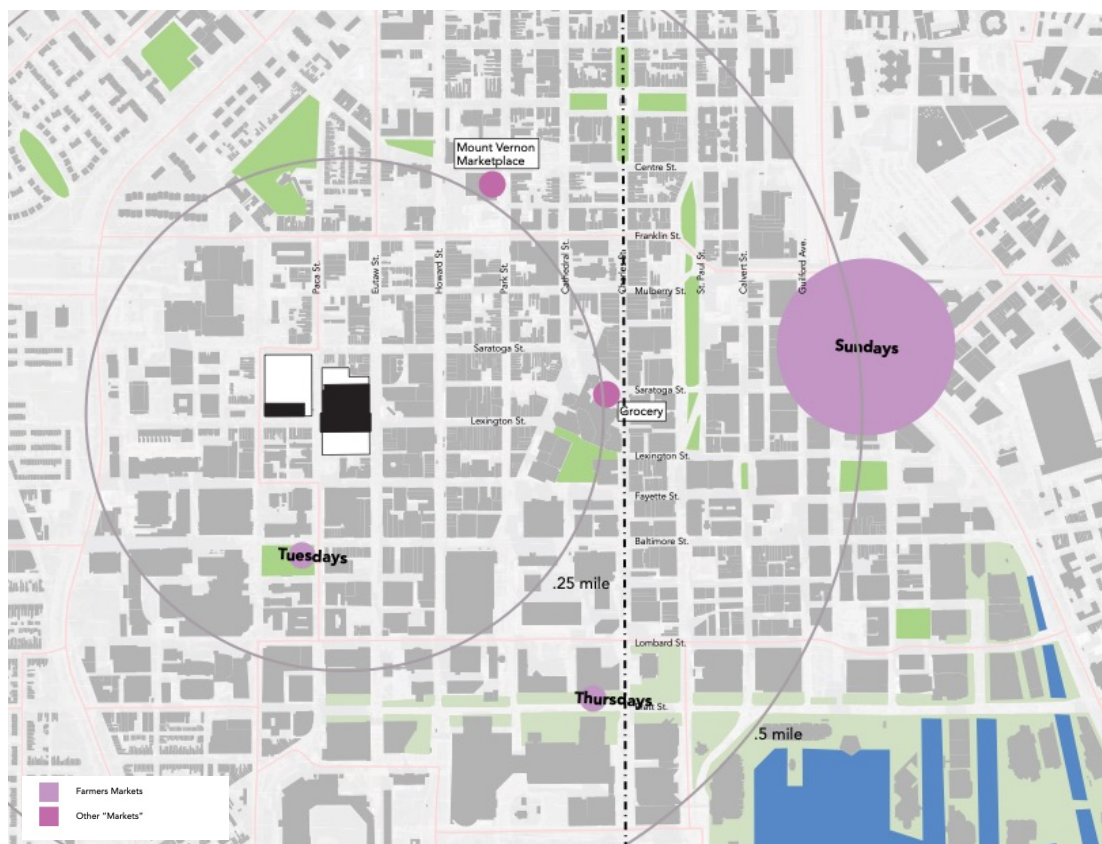 Mount Vernon
Marketplace
Centre St.
Franklin St.
Paca St.
Eutaw St.
Howard St.
Park St.
Cathedral St.
Charles St.
St. Paul St.
Calvert St.
Guilford Ave.
Mulberry St.
Sundays
Saratoga St.
Saratoga St.
Grocery
Lexington St.
Lexington St.
Fayette St.
Baltimore St.
Tuesdays
.25 mile
Lombard St.
Thursdays
.5 mile
Farmers Markets
Other "Markets"